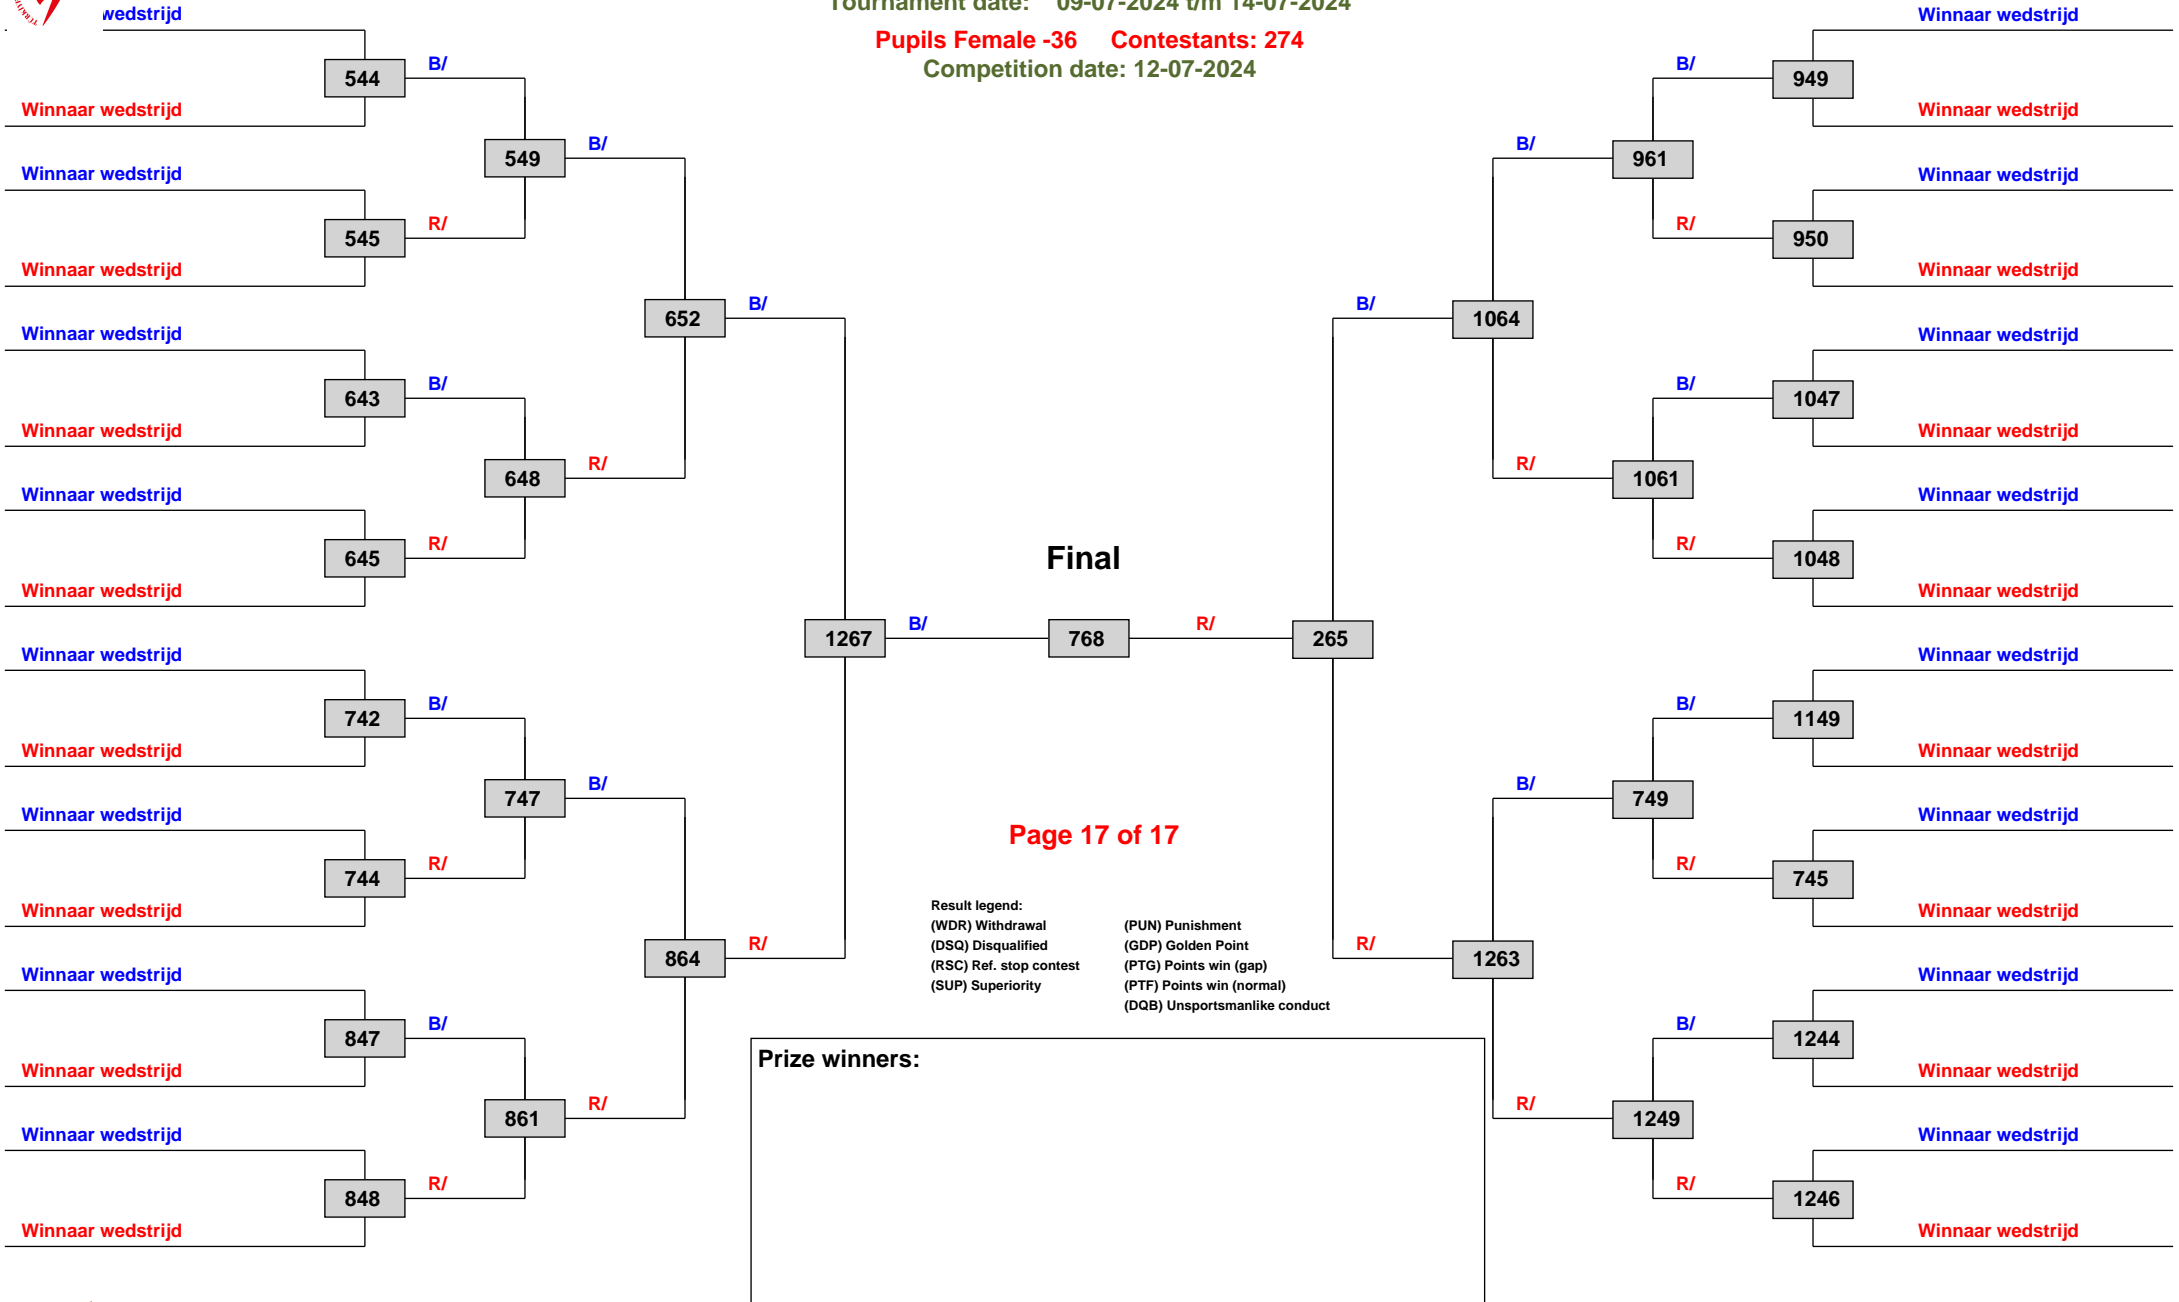 Tournament date: 09-07-2024 t/m 14-07-2024
Pupils Female -36 Contestants: 274
Competition date: 12-07-2024
wedstrijd
544
B/
Winnaar wedstrijd
549
B/
Winnaar wedstrijd
545
R/
Winnaar wedstrijd
652
B/
Winnaar wedstrijd
643
B/
Winnaar wedstrijd
648
R/
Winnaar wedstrijd
645
R/
Winnaar wedstrijd
1267
B/
Winnaar wedstrijd
742
B/
Winnaar wedstrijd
747
B/
Winnaar wedstrijd
744
R/
Winnaar wedstrijd
864
R/
Winnaar wedstrijd
847
B/
Winnaar wedstrijd
861
R/
Winnaar wedstrijd
848
R/
Winnaar wedstrijd
Final
768
R/
265
Page 17 of 17
Result legend:
(WDR) Withdrawal
(DSQ) Disqualified
(RSC) Ref. stop contest
(SUP) Superiority
(PUN) Punishment
(GDP) Golden Point
(PTG) Points win (gap)
(PTF) Points win (normal)
(DQB) Unsportsmanlike conduct
Prize winners:
Winnaar wedstrijd
B/
949
Winnaar wedstrijd
B/
961
Winnaar wedstrijd
R/
950
Winnaar wedstrijd
B/
1064
Winnaar wedstrijd
B/
1047
Winnaar wedstrijd
R/
1061
Winnaar wedstrijd
R/
1048
Winnaar wedstrijd
Winnaar wedstrijd
B/
1149
Winnaar wedstrijd
B/
749
Winnaar wedstrijd
R/
745
Winnaar wedstrijd
R/
1263
Winnaar wedstrijd
B/
1244
Winnaar wedstrijd
R/
1249
Winnaar wedstrijd
R/
1246
Winnaar wedstrijd